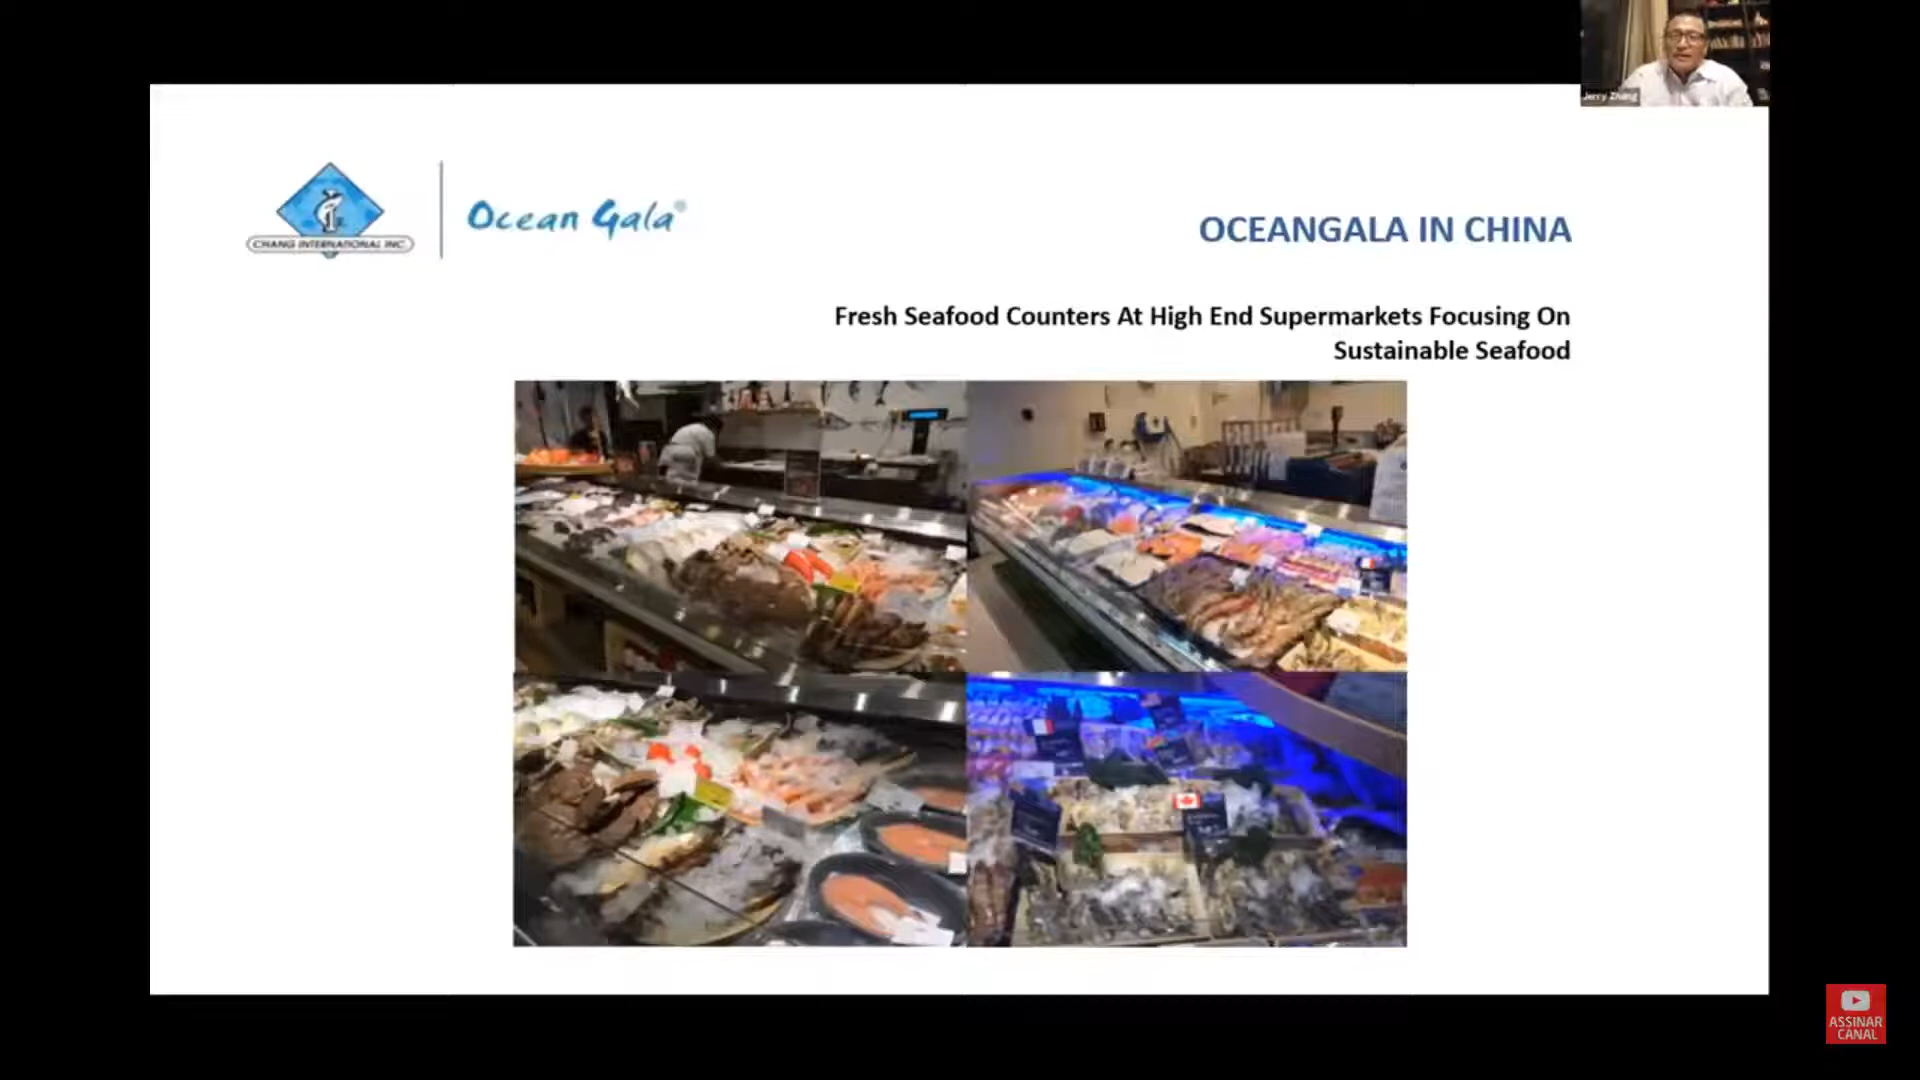 Jerry Zhang
CHANG INTERNATIONAL INC.
Ocean Gala®
OCEANGALA IN CHINA
Fresh Seafood Counters At High End Supermarkets Focusing On
Sustainable Seafood
ASSINAR
CANAL